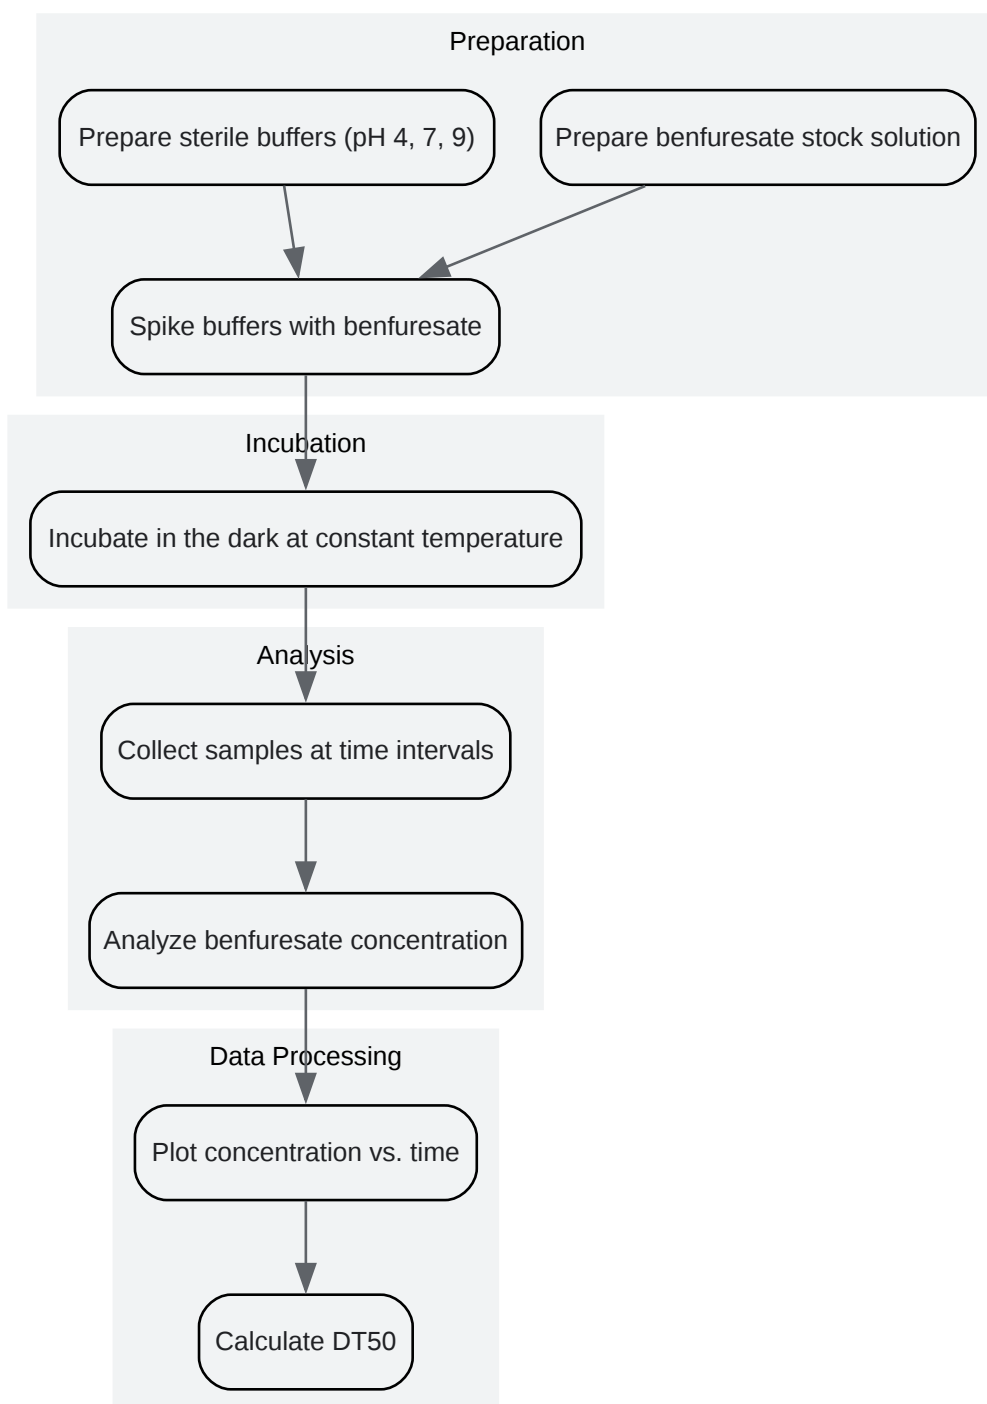 Preparation
Prepare sterile buffers (pH 4, 7, 9)
Prepare benfuresate stock solution
Spike buffers with benfuresate
Incubation
Incubate in the dark at constant temperature
Analysis
Collect samples at time intervals
Analyze benfuresate concentration
Data Processing
Plot concentration vs. time
Calculate DT50